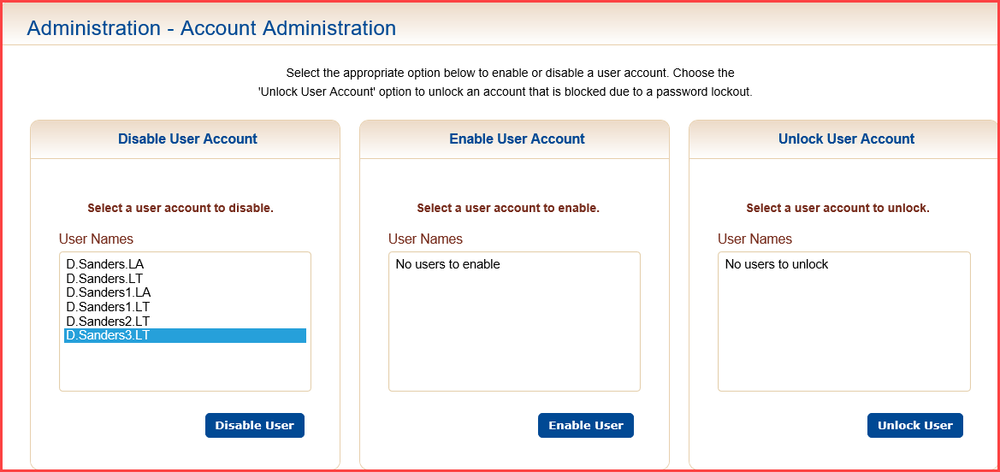 Administration - Account Administration
Select the appropriate option below to enable or disable a user account. Choose the
'Unlock User Account' option to unlock an account that is blocked due to a password lockout.
Disable User Account
Select a user account to disable.
User Names
D.Sanders.LA
D.Sanders.LT
D.Sanders1.LA
D.Sanders1.LT
D.Sanders2.LT
D.Sanders3.LT
Disable User
Enable User Account
Select a user account to enable.
User Names
No users to enable
Enable User
Unlock User Account
Select a user account to unlock.
User Names
No users to unlock
Unlock User